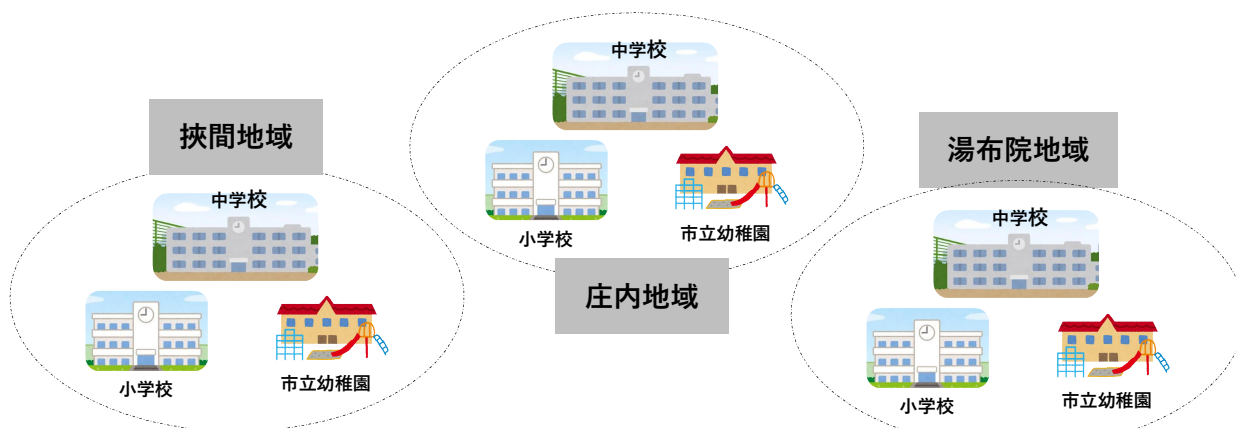 挾間地域
中学校
小学校
市立幼稚園
中学校
小学校
市立幼稚園
庄内地域
湯布院地域
中学校
小学校
市立幼稚園